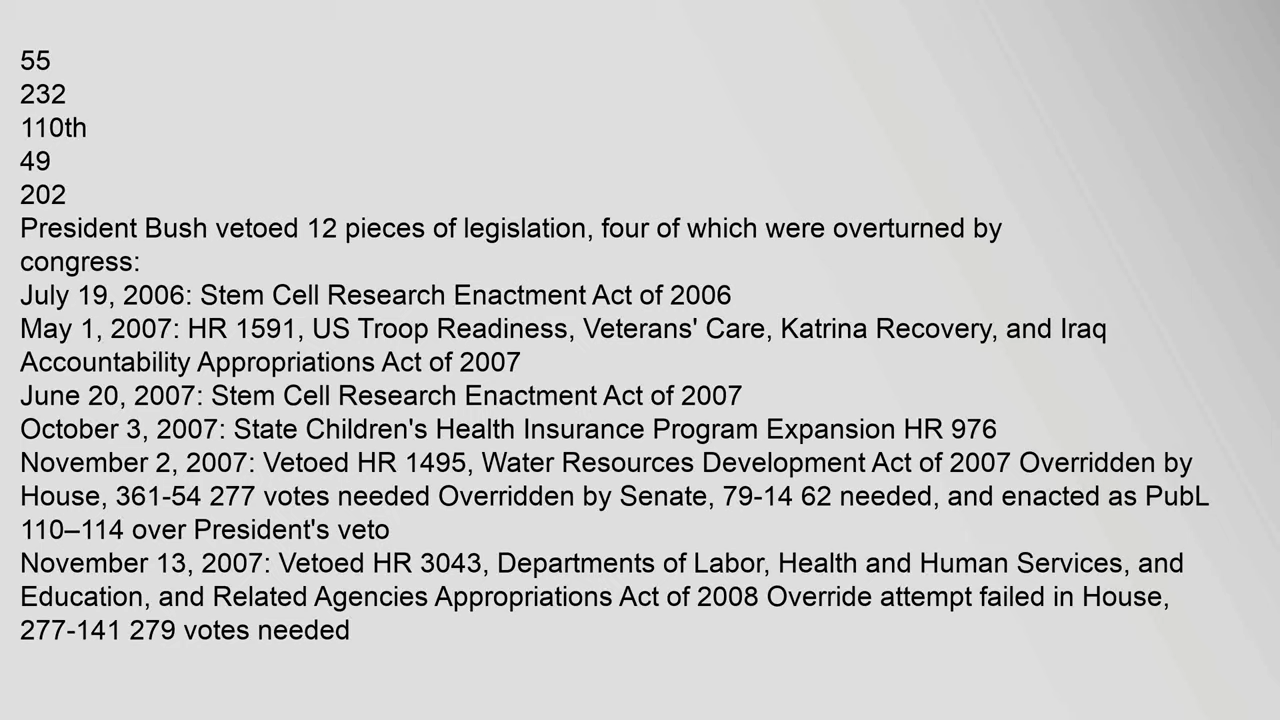 55
232
110th
49
202
President Bush vetoed 12 pieces of legislation, four of which were overturned by
congress:
July 19, 2006: Stem Cell Research Enactment Act of 2006
May 1, 2007: HR 1591, US Troop Readiness, Veterans' Care, Katrina Recovery, and Iraq
Accountability Appropriations Act of 2007
June 20, 2007: Stem Cell Research Enactment Act of 2007
October 3, 2007: State Children's Health Insurance Program Expansion HR 976
November 2, 2007: Vetoed HR 1495, Water Resources Development Act of 2007 Overridden by
House, 361-54 277 votes needed Overridden by Senate, 79-14 62 needed, and enacted as PubL
110–114 over President's veto
November 13, 2007: Vetoed HR 3043, Departments of Labor, Health and Human Services, and
Education, and Related Agencies Appropriations Act of 2008 Override attempt failed in House,
277-141 279 votes needed